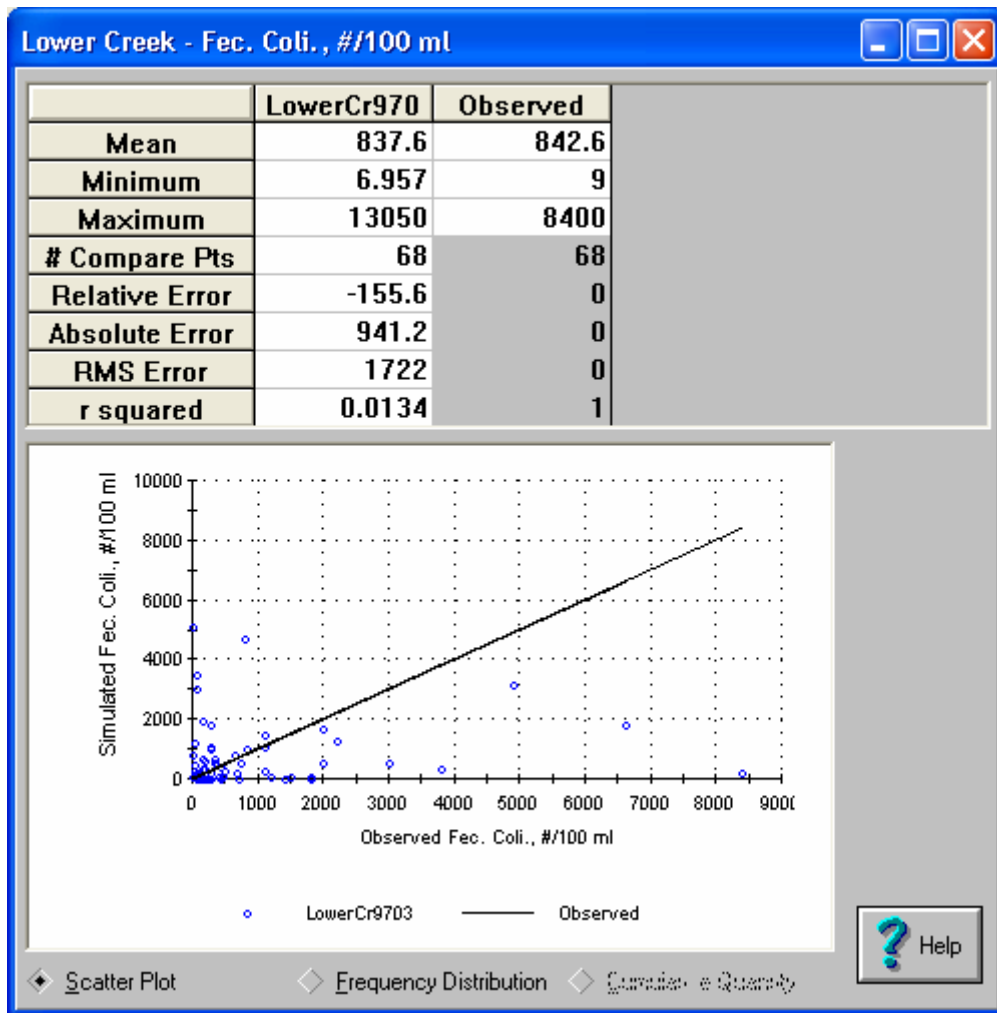 Lower Creek - Fec. Coli., #/100 ml
LowerCr970 Observed
Mean 837.6 842.6
Minimum 6.957 9
Maximum 13050 8400
# Compare Pts 68 68
Relative Error -155.6 0
Absolute Error 941.2 0
RMS Error 1722 0
r squared 0.0134 1
Simulated Fec. Coli., #/100 ml
10000
8000
6000
4000
2000
0
0 1000 2000 3000 4000 5000 6000 7000 8000 9000
Observed Fec. Coli., #/100 ml
LowerCr9703 Observed
? Help
Scatter Plot Frequency Distribution